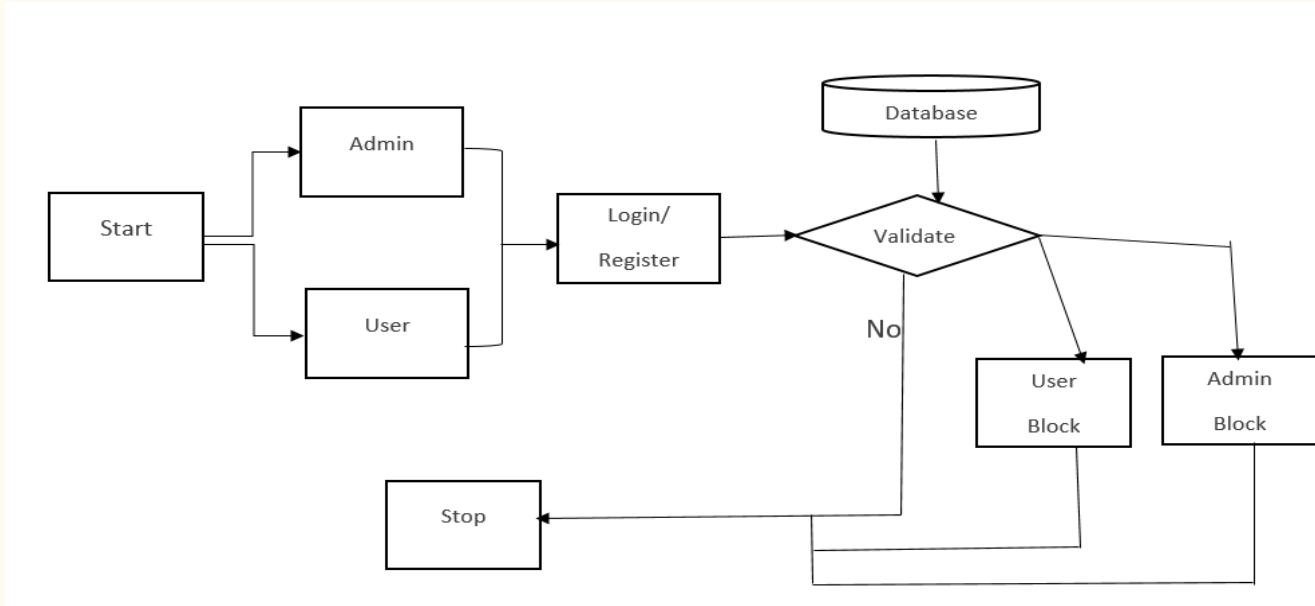 Database
Admin
Start
Login/
Register
Validate
User
No
User
Block
Admin
Block
Stop